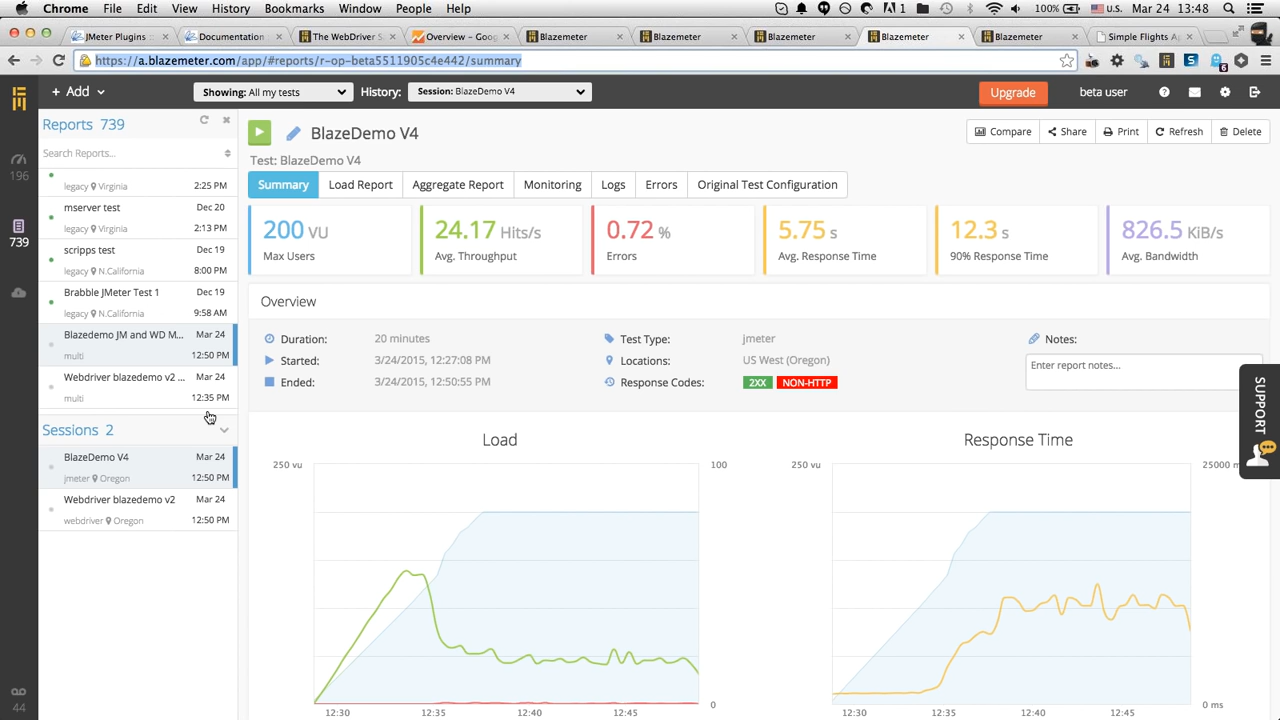 Chrome File Edit View History Bookmarks Window People Help 1 100% U.S. Mar 24 13:48
JMeter Plugins Documentation The WebDriver S Overview – Goog Blazemeter Blazemeter Blazemeter Blazemeter Blazemeter Simple Flights A
https://a.blazemeter.com/app/#reports/r-op-beta5511905c4e442/summary 6
+ Add Showing: All my tests History: Session: BlazeDemo V4 Upgrade beta user
196
739
44
Reports 739
Search Reports...
legacy Virginia 2:25 PM
mserver test Dec 20
legacy Virginia 2:13 PM
scripps test Dec 19
legacy N.California 8:00 PM
Brabble JMeter Test 1 Dec 19
legacy N.California 9:58 AM
Blazedemo JM and WD M... Mar 24
multi 12:50 PM
Webdriver blazedemo v2 ... Mar 24
multi 12:35 PM
Sessions 2
BlazeDemo V4 Mar 24
jmeter Oregon 12:50 PM
Webdriver blazedemo v2 Mar 24
webdriver Oregon 12:50 PM
BlazeDemo V4
Compare Share Print Refresh Delete
Test: BlazeDemo V4
Summary Load Report Aggregate Report Monitoring Logs Errors Original Test Configuration
200 VU
Max Users
24.17 Hits/s
Avg. Throughput
0.72 %
Errors
5.75 s
Avg. Response Time
12.3 s
90% Response Time
826.5 KiB/s
Avg. Bandwidth
Overview
Duration: 20 minutes
Started: 3/24/2015, 12:27:08 PM
Ended: 3/24/2015, 12:50:55 PM
Test Type: jmeter
Locations: US West (Oregon)
Response Codes: 2XX NON-HTTP
Notes:
Enter report notes...
SUPPORT
Load
250 vu 100
0
12:30 12:35 12:40 12:45
Response Time
250 vu 25000 m
0 ms
12:30 12:35 12:40 12:45